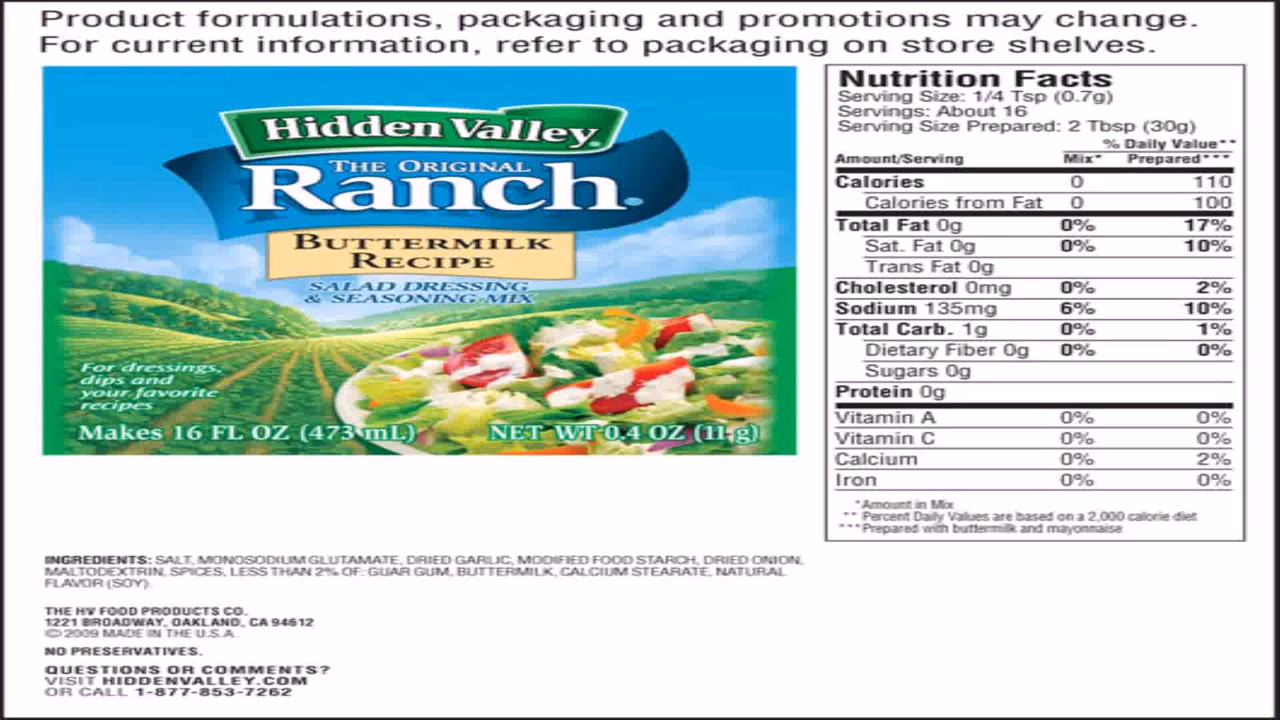 Product formulations, packaging and promotions may change.
For current information, refer to packaging on store shelves.
Hidden Valley®
THE ORIGINAL
Ranch®
BUTTERMILK
RECIPE
SALAD DRESSING
& SEASONING MIX
For dressings,
dips and
your favorite
recipes
Makes 16 FL OZ (473 mL) NET WT 0.4 OZ (11 g)
Nutrition Facts
Serving Size: 1/4 Tsp (0.7g)
Servings: About 16
Serving Size Prepared: 2 Tbsp (30g)
% Daily Value**
Amount/Serving Mix* Prepared***
Calories 0 110
Calories from Fat 0 100
Total Fat 0g 0% 17%
Sat. Fat 0g 0% 10%
Trans Fat 0g
Cholesterol 0mg 0% 2%
Sodium 135mg 6% 10%
Total Carb. 1g 0% 1%
Dietary Fiber 0g 0% 0%
Sugars 0g
Protein 0g
Vitamin A 0% 0%
Vitamin C 0% 0%
Calcium 0% 2%
Iron 0% 0%
*Amount in Mix
** Percent Daily Values are based on a 2,000 calorie diet
***Prepared with buttermilk and mayonnaise
INGREDIENTS: SALT, MONOSODIUM GLUTAMATE, DRIED GARLIC, MODIFIED FOOD STARCH, DRIED ONION,
MALTODEXTRIN, SPICES, LESS THAN 2% OF: GUAR GUM, BUTTERMILK, CALCIUM STEARATE, NATURAL
FLAVOR (SOY).
THE HV FOOD PRODUCTS CO.
1221 BROADWAY, OAKLAND, CA 94612
© 2009 MADE IN THE U.S.A.
NO PRESERVATIVES.
QUESTIONS OR COMMENTS?
VISIT HIDDENVALLEY.COM
OR CALL 1-877-853-7262